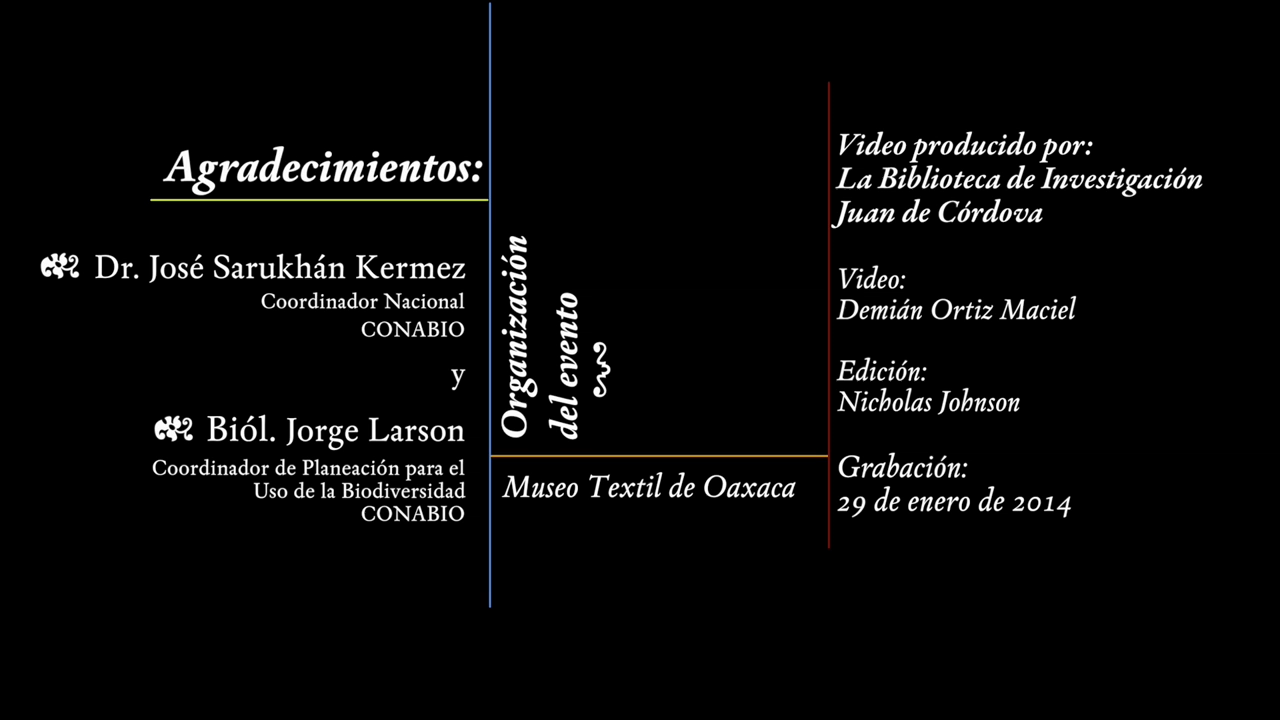 Agradecimientos:
Dr. José Sarukhán Kermez
Coordinador Nacional
CONABIO
y
Biól. Jorge Larson
Coordinador de Planeación para el
Uso de la Biodiversidad
CONABIO
Organización
del evento
Museo Textil de Oaxaca
Video producido por:
La Biblioteca de Investigación
Juan de Córdova
Video:
Demián Ortiz Maciel
Edición:
Nicholas Johnson
Grabación:
29 de enero de 2014